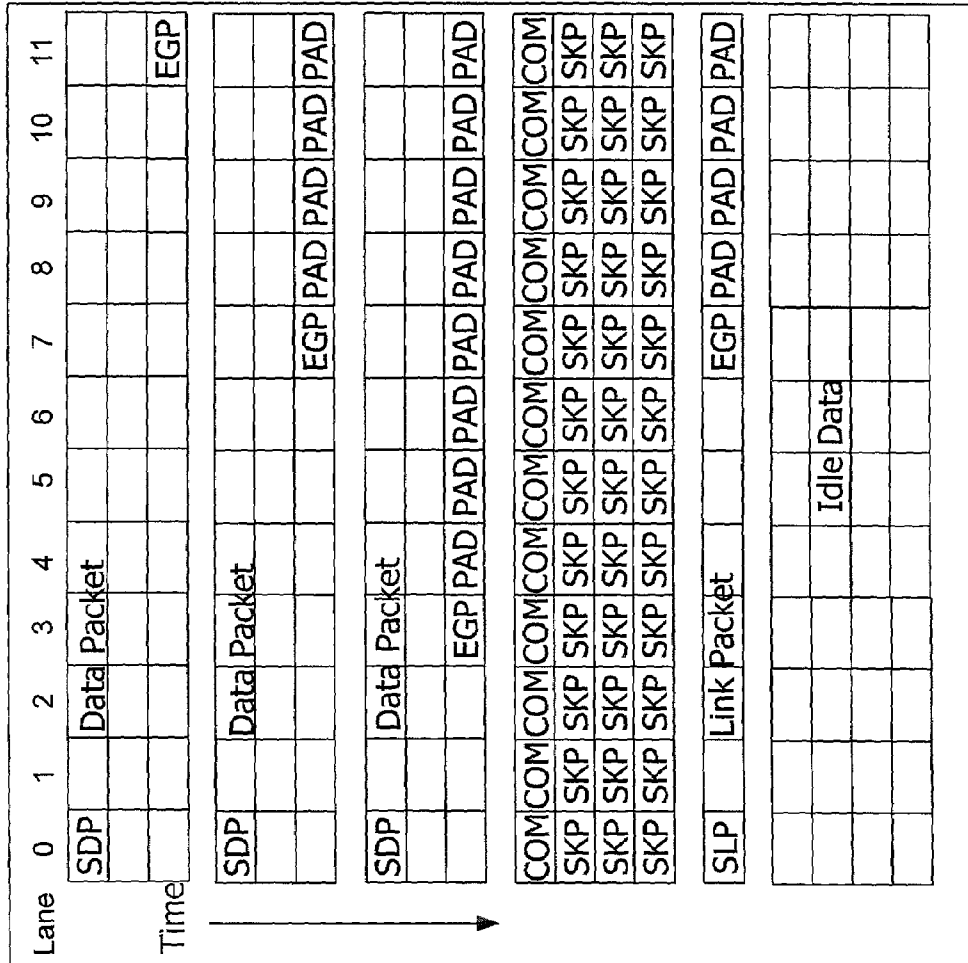 Lane 0 1 2 3 4 5 6 7 8 9 10 11
SDP Data Packet
Time EGP
SDP Data Packet
EGP PAD PAD PAD PAD
SDP Data Packet
EGP PAD PAD PAD PAD PAD PAD PAD PAD
COM COM COM COM COM COM COM COM COM COM COM COM
SKP SKP SKP SKP SKP SKP SKP SKP SKP SKP SKP SKP
SKP SKP SKP SKP SKP SKP SKP SKP SKP SKP SKP SKP
SKP SKP SKP SKP SKP SKP SKP SKP SKP SKP SKP SKP
SLP Link Packet EGP PAD PAD PAD PAD
Idle Data